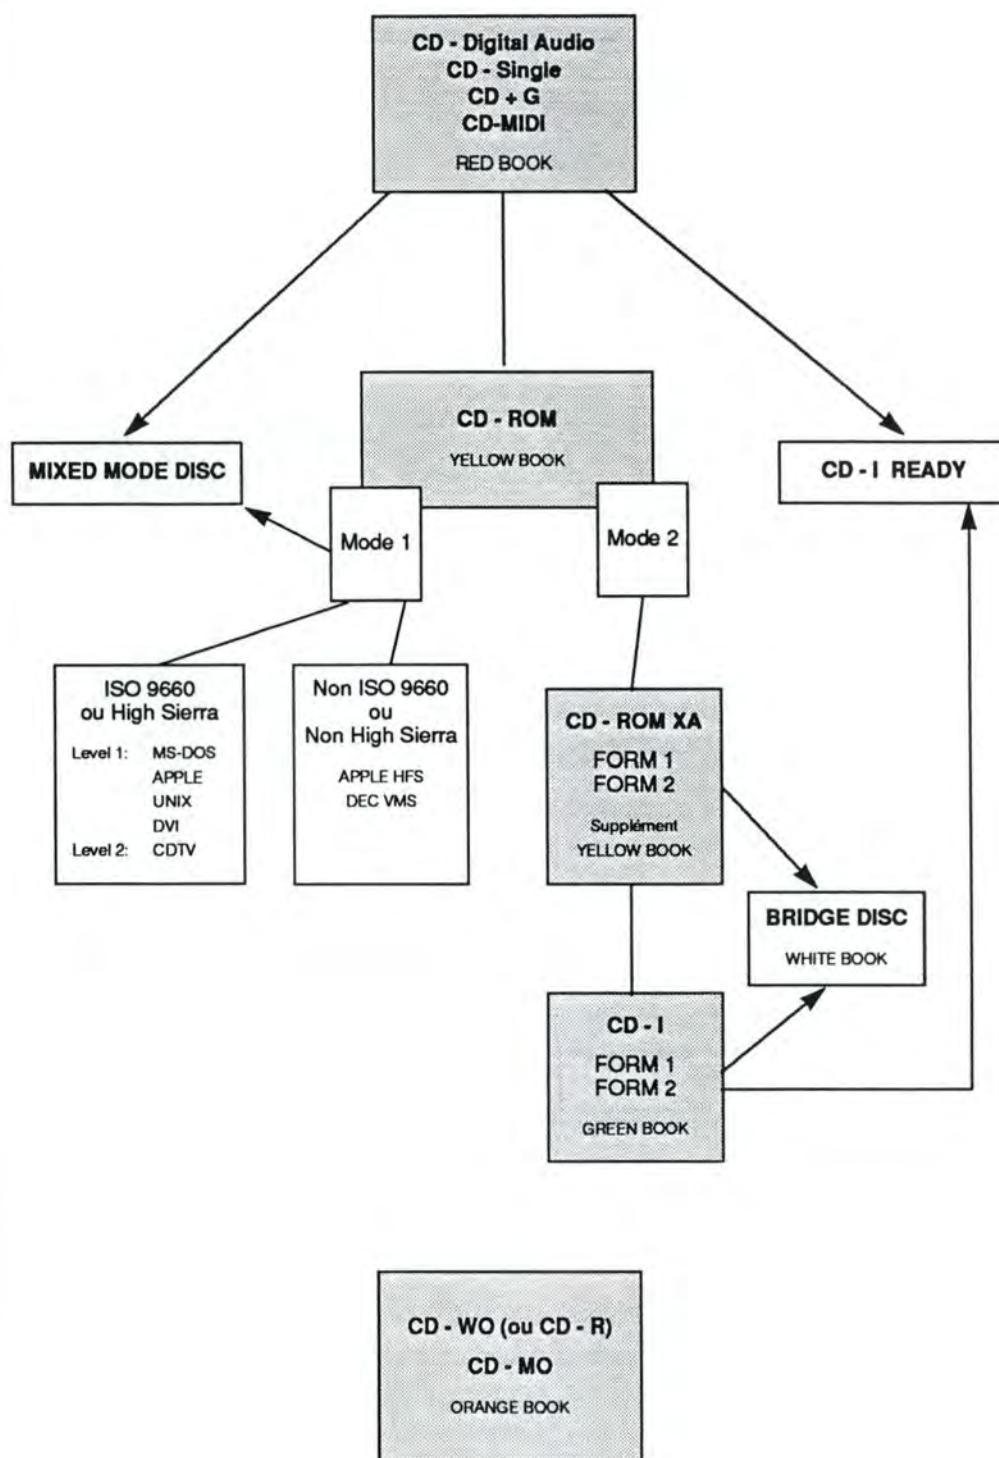 CD - Digital Audio
CD - Single
CD + G
CD-MIDI
RED BOOK
CD - ROM
YELLOW BOOK
MIXED MODE DISC
CD - I READY
Mode 1
Mode 2
ISO 9660
ou High Sierra
Level 1: MS-DOS
APPLE
UNIX
DVI
Level 2: CDTV
Non ISO 9660
ou
Non High Sierra
APPLE HFS
DEC VMS
CD - ROM XA
FORM 1
FORM 2
Supplément
YELLOW BOOK
BRIDGE DISC
WHITE BOOK
CD - I
FORM 1
FORM 2
GREEN BOOK
CD - WO (ou CD - R)
CD - MO
ORANGE BOOK